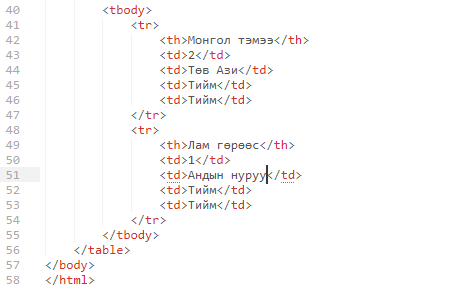 40 <tbody>
41 <tr>
42 <th>Монгол тэмээ</th>
43 <td>2</td>
44 <td>Төв Ази</td>
45 <td>Тийм</td>
46 <td>Тийм</td>
47 </tr>
48 <tr>
49 <th>Лам гөрөөс</th>
50 <td>1</td>
51 <td>Андын нуруу</td>
52 <td>Тийм</td>
53 <td>Тийм</td>
54 </tr>
55 </tbody>
56 </table>
57 </body>
58 </html>